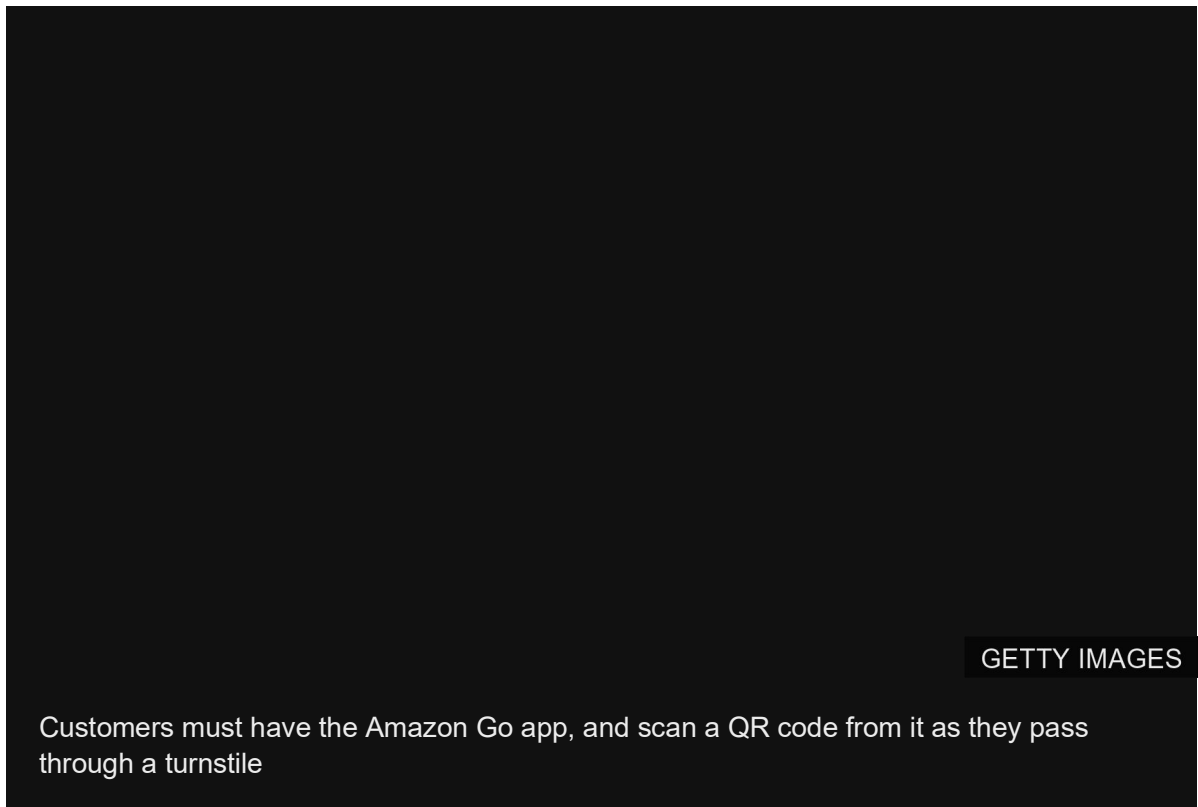 GETTY IMAGES
Customers must have the Amazon Go app, and scan a QR code from it as they pass
through a turnstile